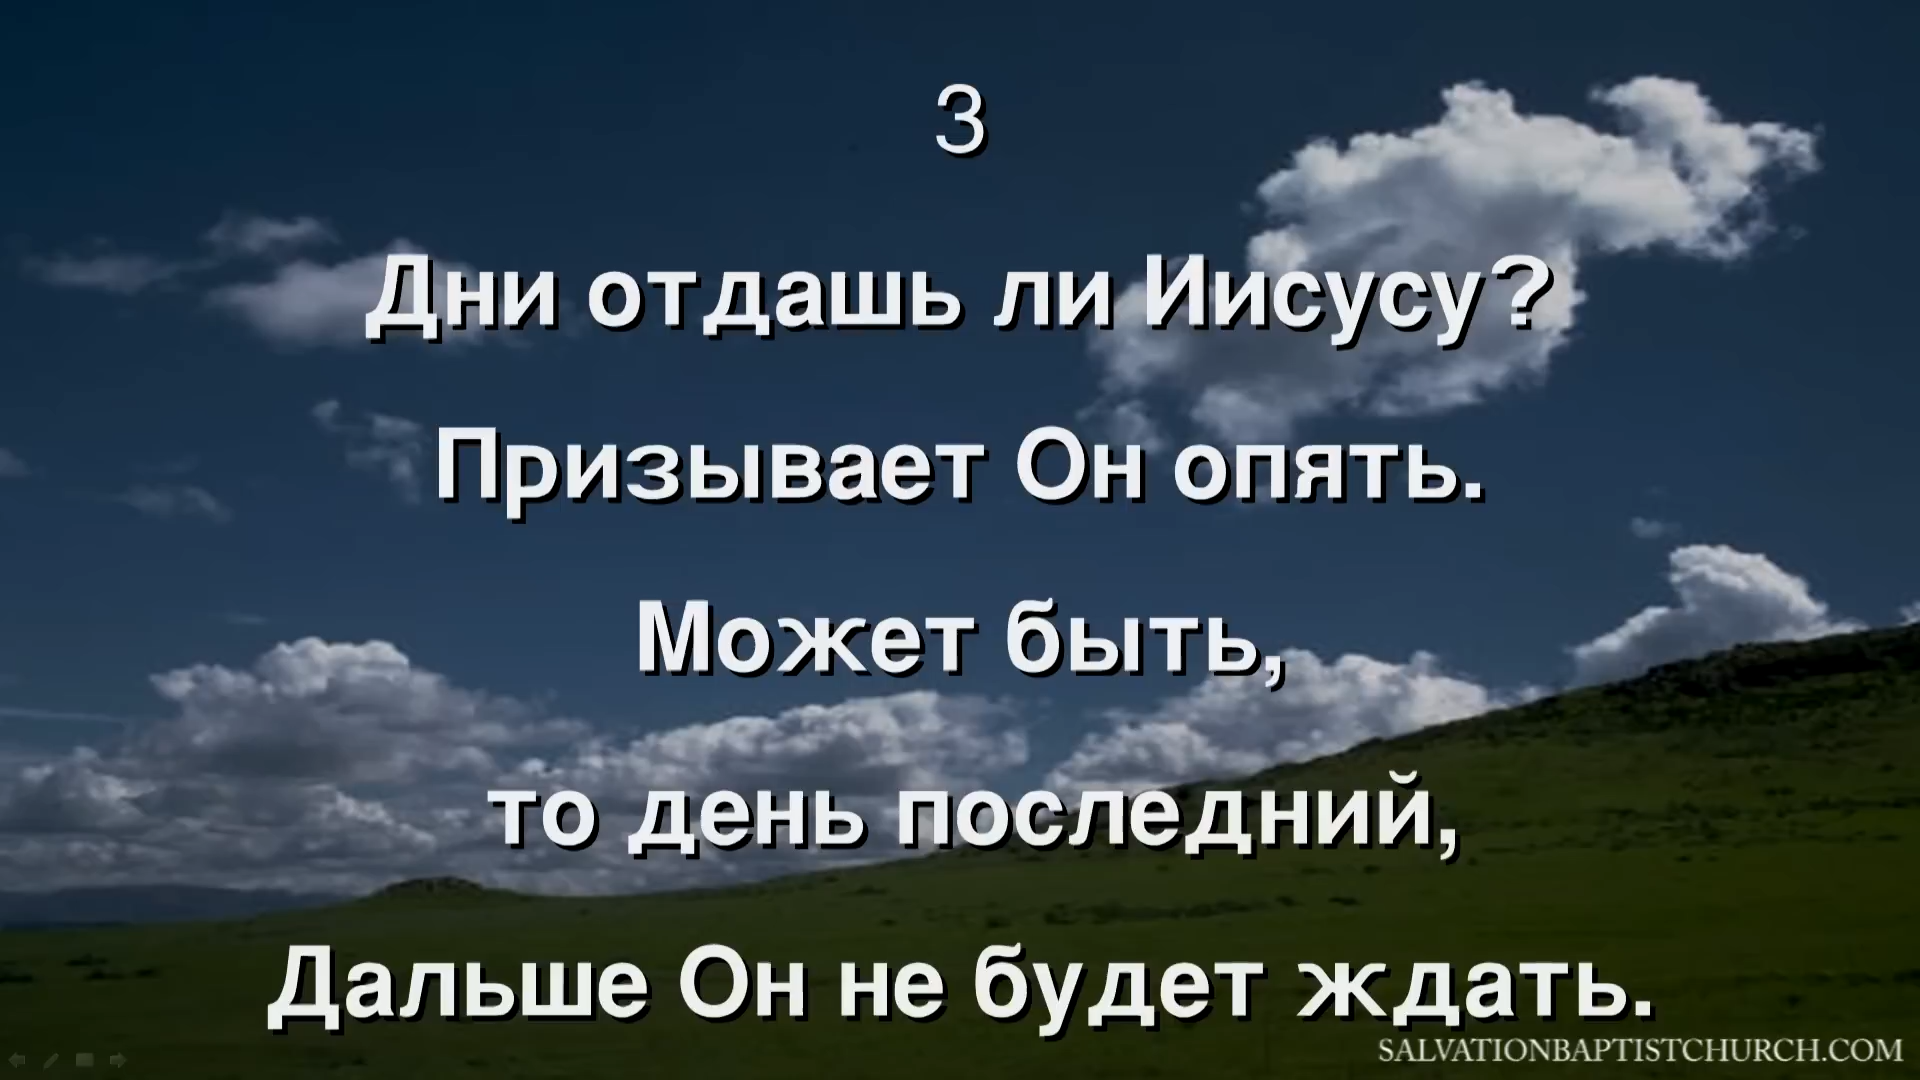 3
Дни отдашь ли Иисусу?
Призывает Он опять.
Может быть,
то день последний,
Дальше Он не будет ждать.
SALVATIONBAPTISTCHURCH.COM